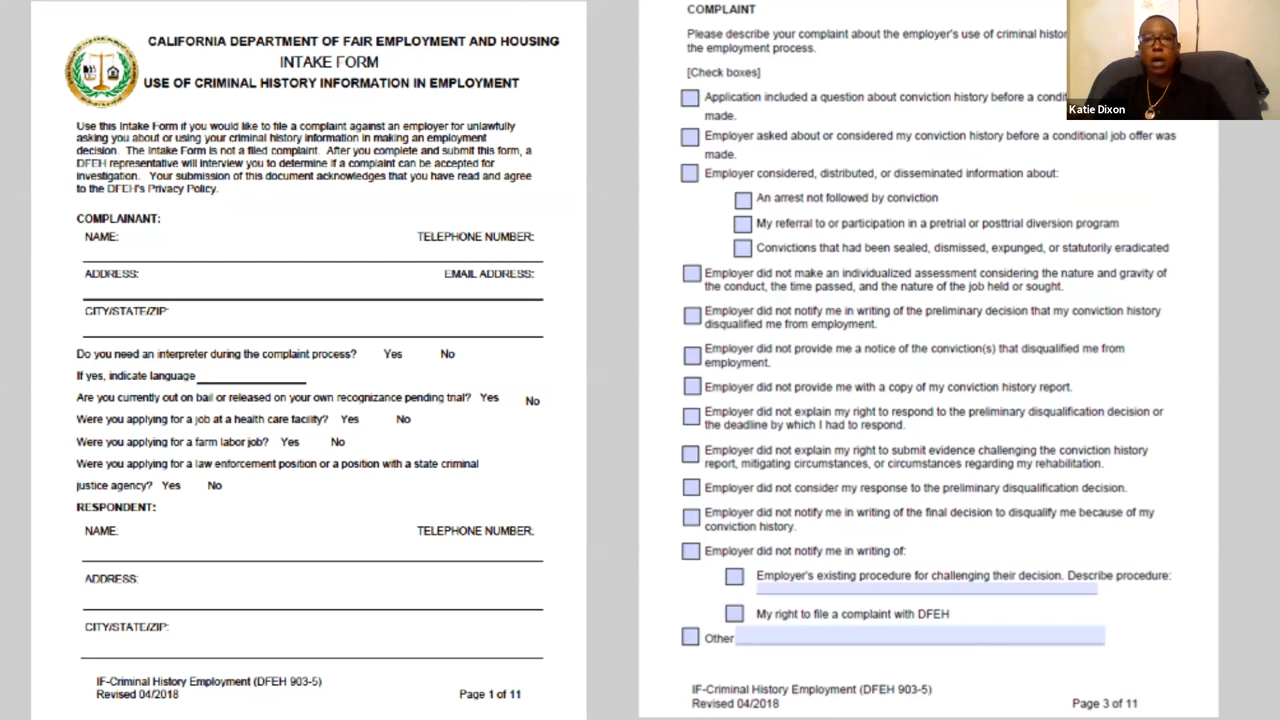 CALIFORNIA DEPARTMENT OF FAIR EMPLOYMENT AND HOUSING
INTAKE FORM
USE OF CRIMINAL HISTORY INFORMATION IN EMPLOYMENT
Use this Intake Form if you would like to file a complaint against an employer for unlawfully
asking you about or using your criminal history information in making an employment
decision. The Intake Form is not a filed complaint. After you complete and submit this form, a
DFEH representative will interview you to determine if a complaint can be accepted for
investigation. Your submission of this document acknowledges that you have read and agree
to the DFEH's Privacy Policy.
COMPLAINANT:
NAME: TELEPHONE NUMBER:
ADDRESS: EMAIL ADDRESS:
CITY/STATE/ZIP:
Do you need an interpreter during the complaint process? Yes No
If yes, indicate language
Are you currently out on bail or released on your own recognizance pending trial? Yes No
Were you applying for a job at a health care facility? Yes No
Were you applying for a farm labor job? Yes No
Were you applying for a law enforcement position or a position with a state criminal
justice agency? Yes No
RESPONDENT:
NAME: TELEPHONE NUMBER:
ADDRESS:
CITY/STATE/ZIP:
IF-Criminal History Employment (DFEH 903-5)
Revised 04/2018 Page 1 of 11
COMPLAINT
Please describe your complaint about the employer's use of criminal
the employment process.
[Check boxes]
Application included a question about conviction history before a
made.
Employer asked about or considered my conviction history before a conditional job offer was
made.
Employer considered, distributed, or disseminated information about:
An arrest not followed by conviction
My referral to or participation in a pretrial or posttrial diversion program
Convictions that had been sealed, dismissed, expunged, or statutorily eradicated
Employer did not make an individualized assessment considering the nature and gravity of
the conduct, the time passed, and the nature of the job held or sought.
Employer did not notify me in writing of the preliminary decision that my conviction history
disqualified me from employment.
Employer did not provide me a notice of the conviction(s) that disqualified me from
employment.
Employer did not provide me with a copy of my conviction history report.
Employer did not explain my right to respond to the preliminary disqualification decision or
the deadline by which I had to respond.
Employer did not explain my right to submit evidence challenging the conviction history
report, mitigating circumstances, or circumstances regarding my rehabilitation.
Employer did not consider my response to the preliminary disqualification decision.
Employer did not notify me in writing of the final decision to disqualify me because of my
conviction history.
Employer did not notify me in writing of:
Employer's existing procedure for challenging their decision. Describe procedure:
My right to file a complaint with DFEH
Other
IF-Criminal History Employment (DFEH 903-5)
Revised 04/2018 Page 3 of 11
Katie Dixon